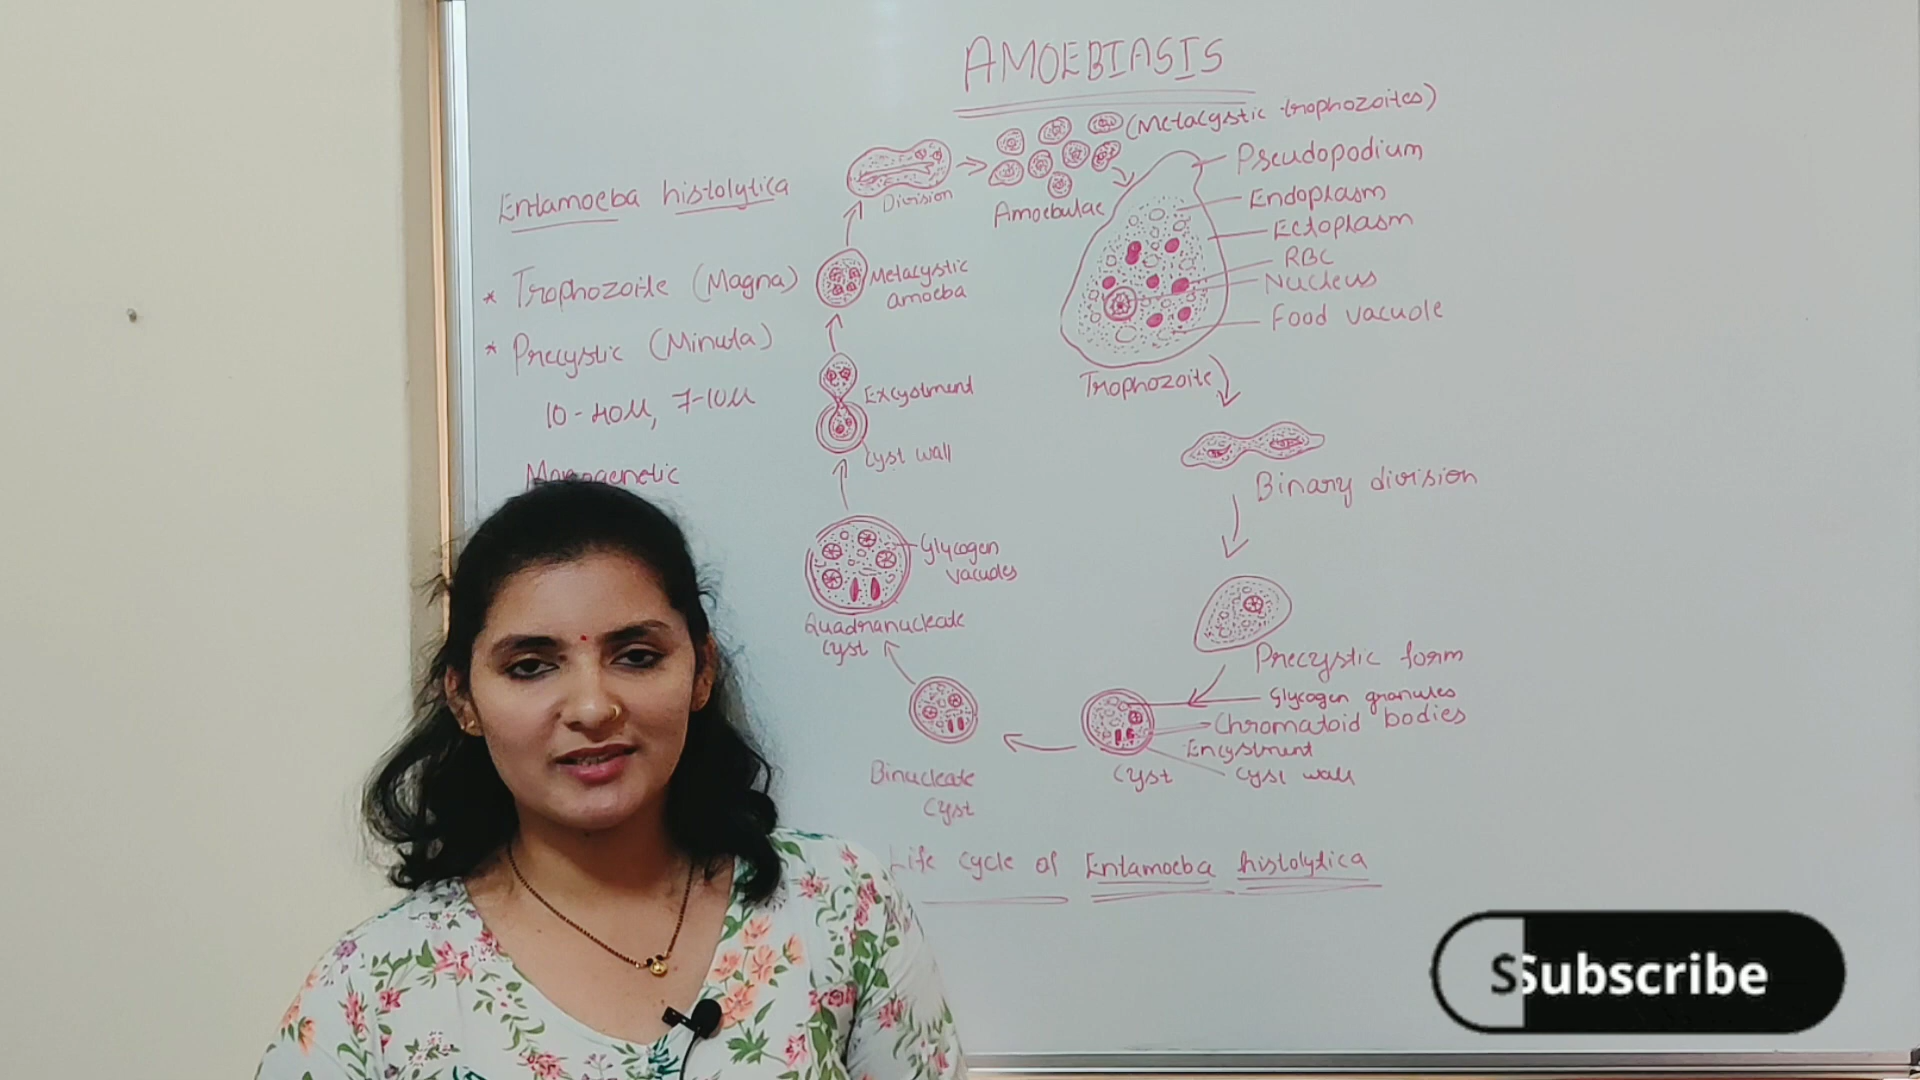 AMOEBIASIS
Entamoeba histolytica
* Trophozoite (Magna)
* Precystic (Minuta)
10-40µ, 7-10µ
Monogenetic
(Metacystic trophozoites)
Division
Amoebulae
Pseudopodium
Endoplasm
Ectoplasm
RBC
Nucleus
Food vacuole
Trophozoite
Metacystic
amoeba
Excystment
Cyst wall
Binary division
Glycogen
vacuoles
Quadranucleate
Cyst
Precystic form
Glycogen granules
Chromatoid bodies
Encystment
Cyst wall
Cyst
Binucleate
Cyst
Life cycle of Entamoeba histolytica
Subscribe